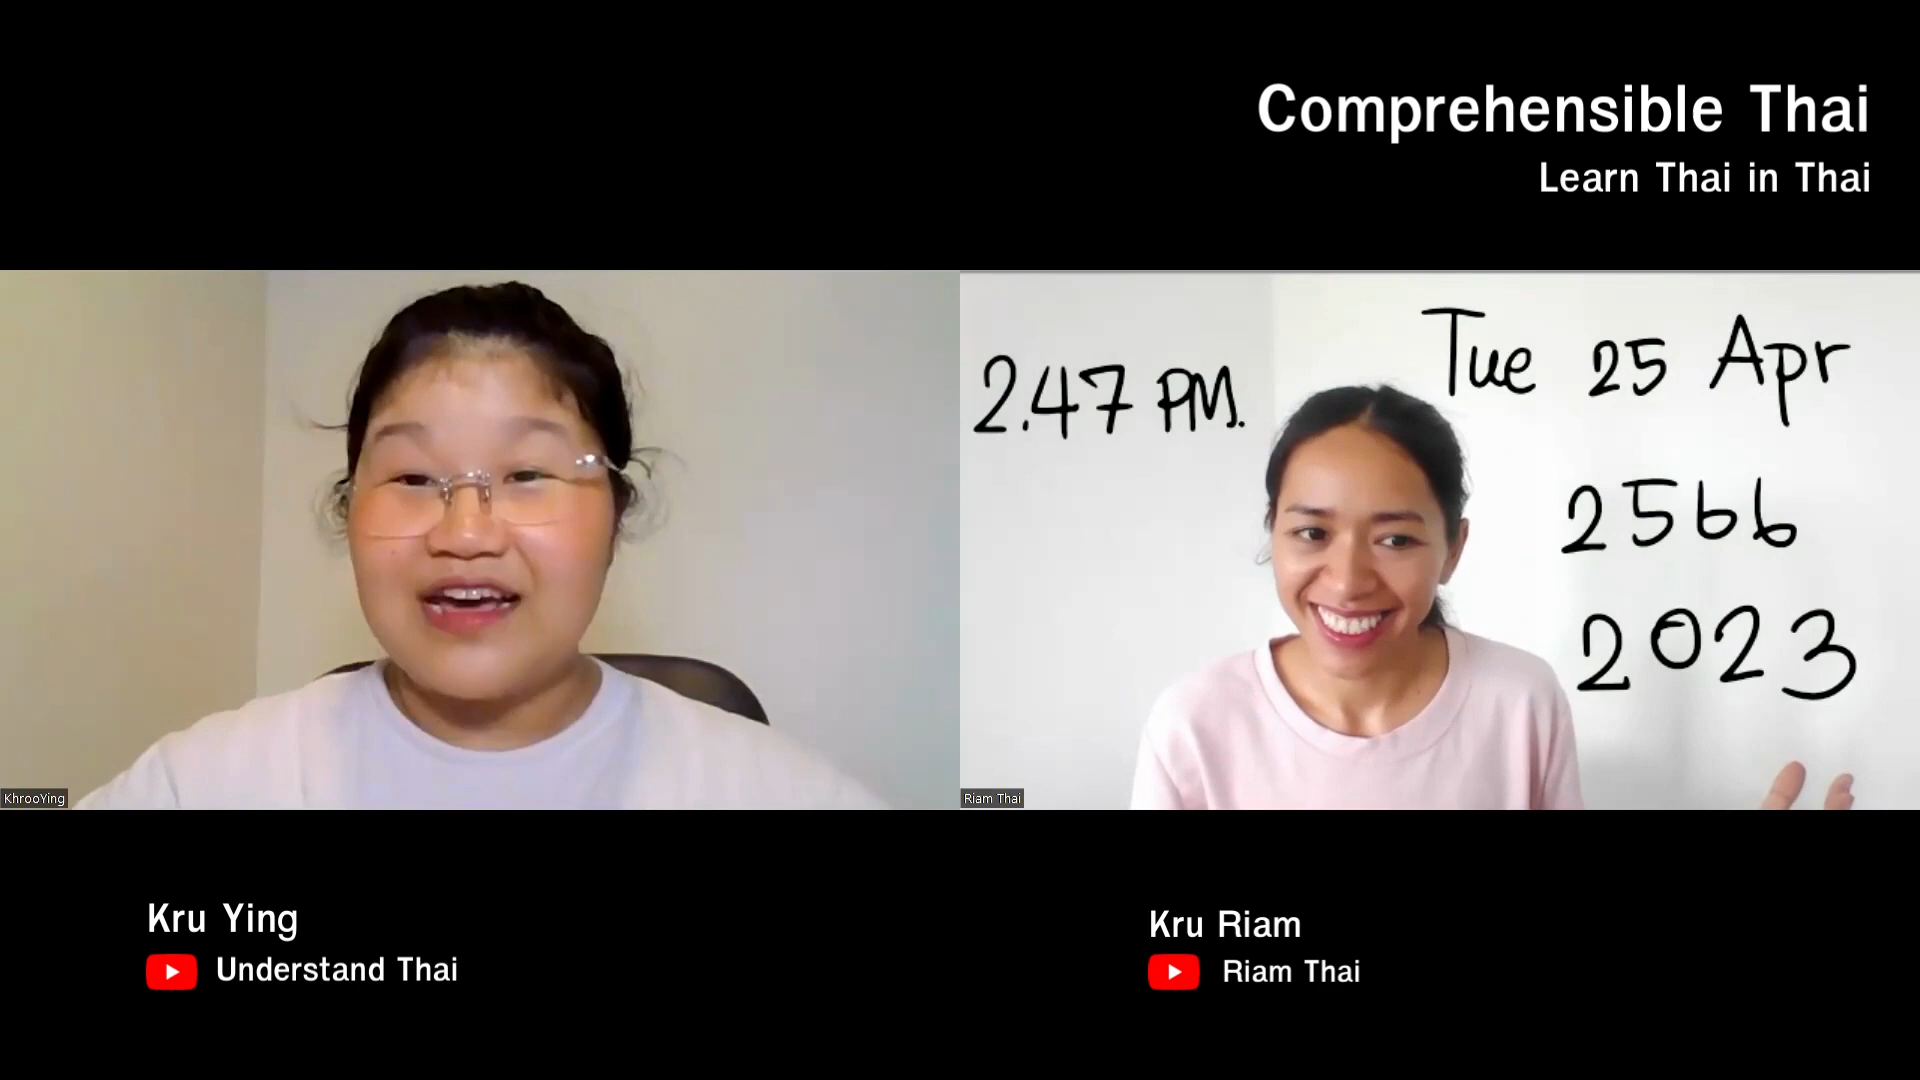 Comprehensible Thai
Learn Thai in Thai
2.47 PM.
Tue 25 Apr
2566
2023
KhrooYing
Riam Thai
Kru Ying
Understand Thai
Kru Riam
Riam Thai